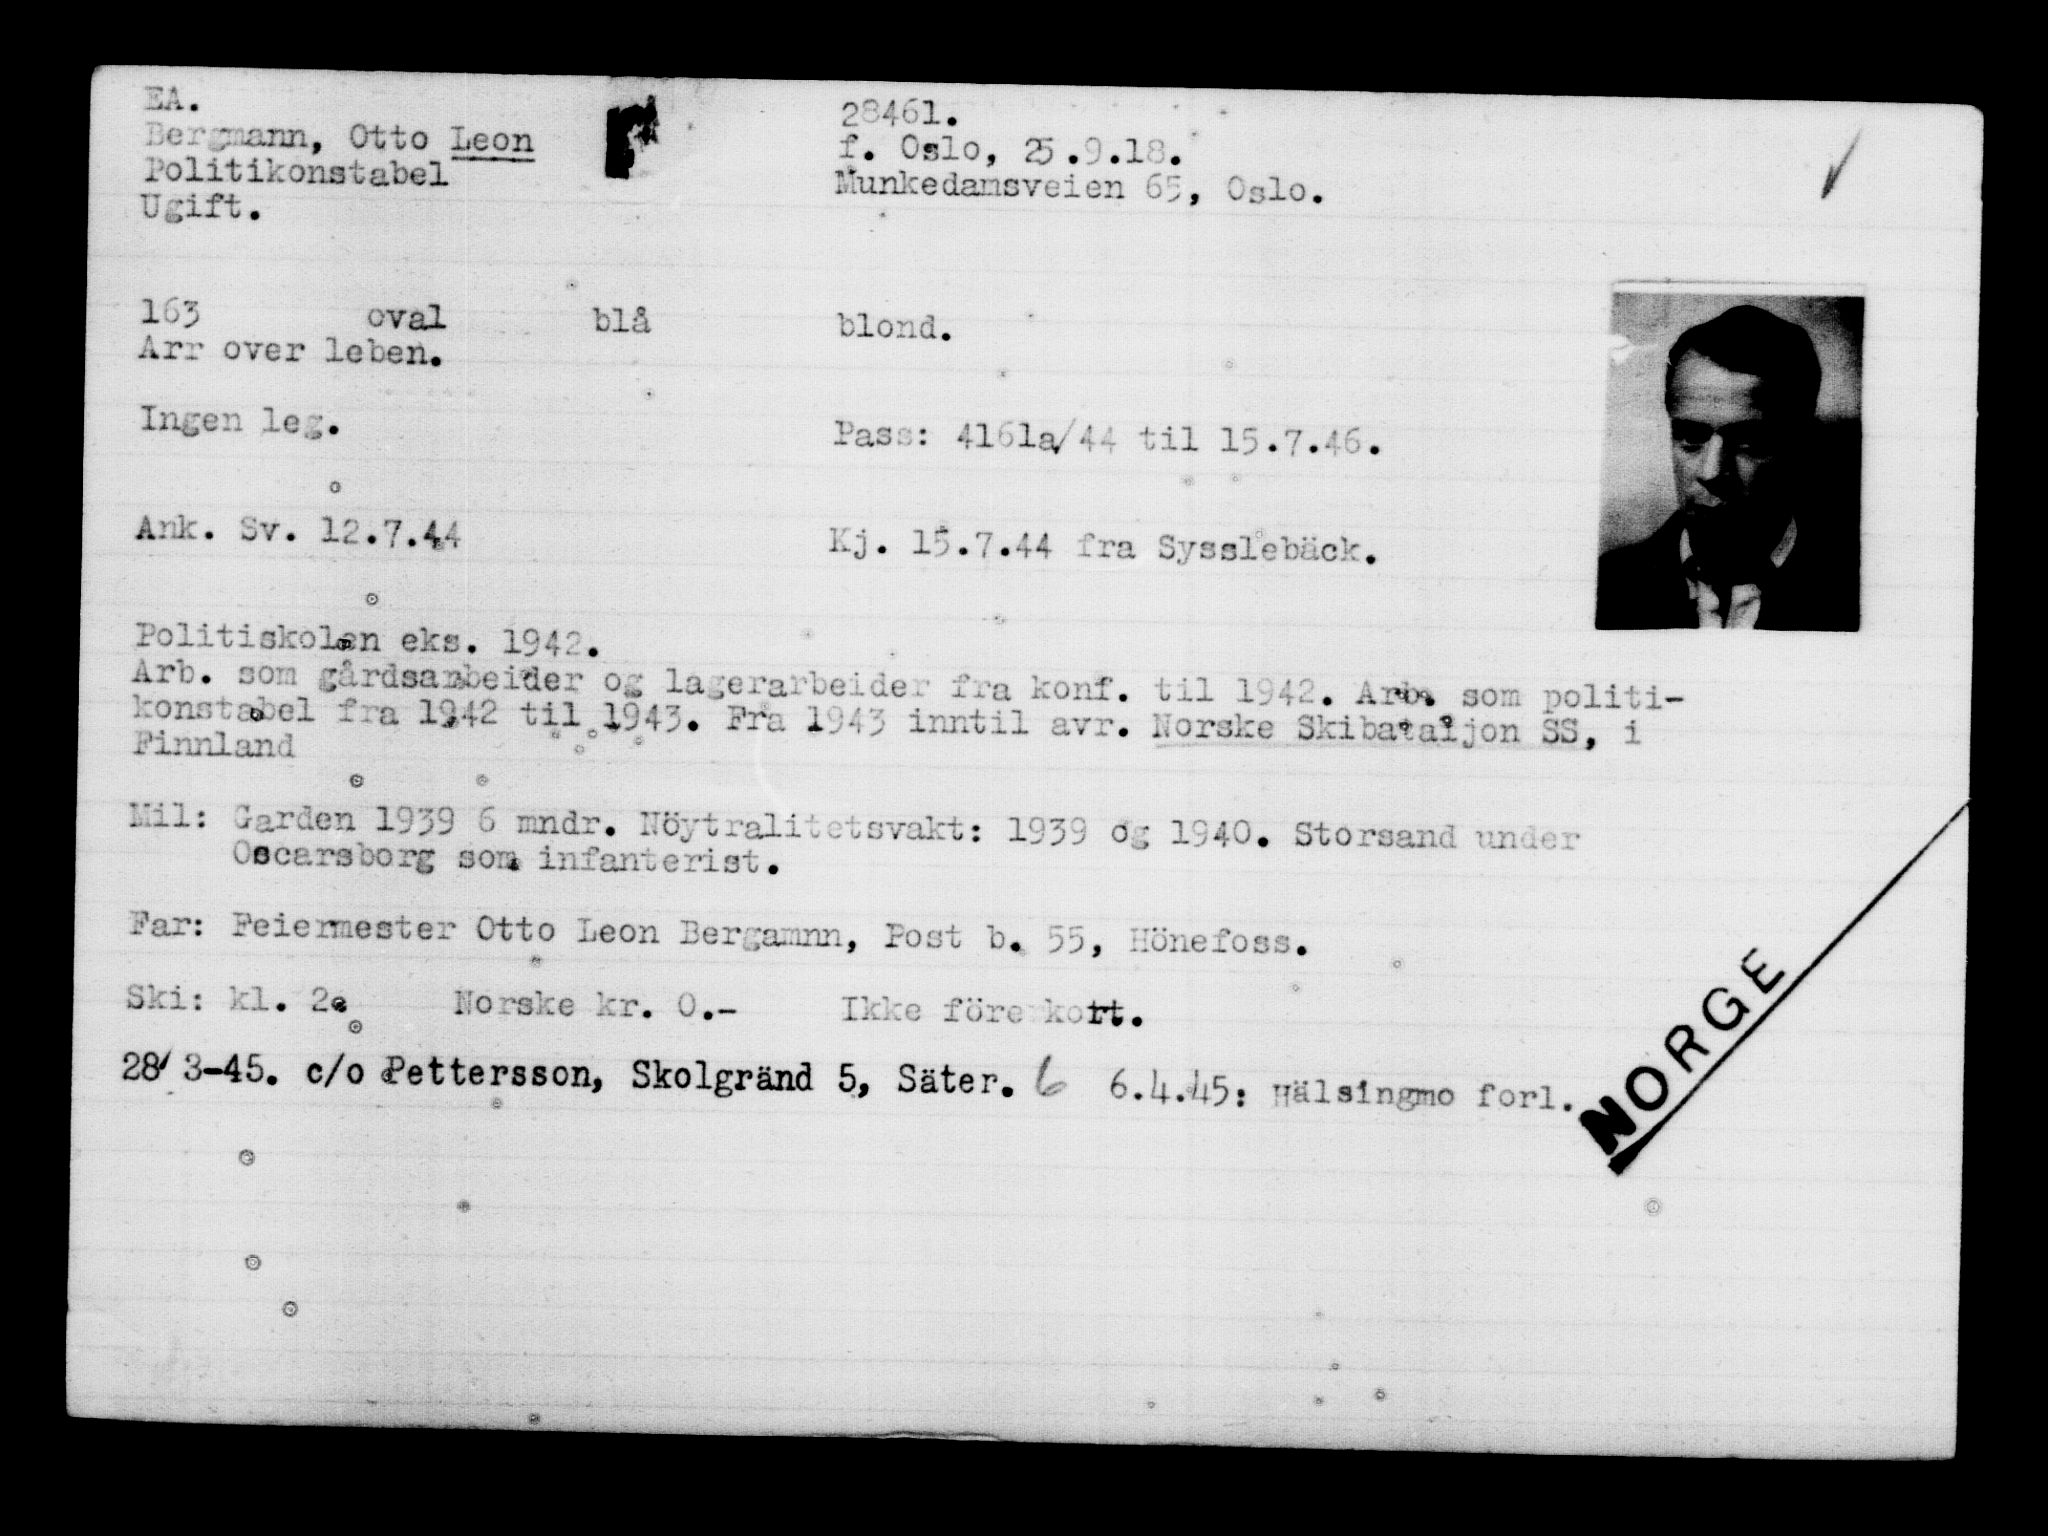 EA. 28461.
Bergmann, Otto Leon f. Oslo, 25.9.18.
Politikonstabel Munkedamsveien 65, Oslo.
Ugift.
163 oval blå blond.
Arr over leben.
Ingen leg. Pass: 4161a/44 til 15.7.46.
Ank. Sv. 12.7.44 Kj. 15.7.44 fra Sysslebäck.
Politiskolen eks. 1942.
Arb. som gårdsarbeider og lagerarbeider fra konf. til 1942. Arb. som politi-
konstabel fra 1942 til 1943. Fra 1943 inntil avr. Norske Skibataljon SS, i
Finnland
Mil: Garden 1939 6 mndr. Nöytralitetsvakt: 1939 og 1940. Storsand under
Oscarsborg som infanterist.
Far: Feiermester Otto Leon Bergamnn, Post b. 55, Hönefoss.
Ski: kl. 2. Norske kr. 0.- Ikke förerkort.
28/3-45. c/o Pettersson, Skolgränd 5, Säter. 6 6.4.45: Hälsingmo forl.
NORGE